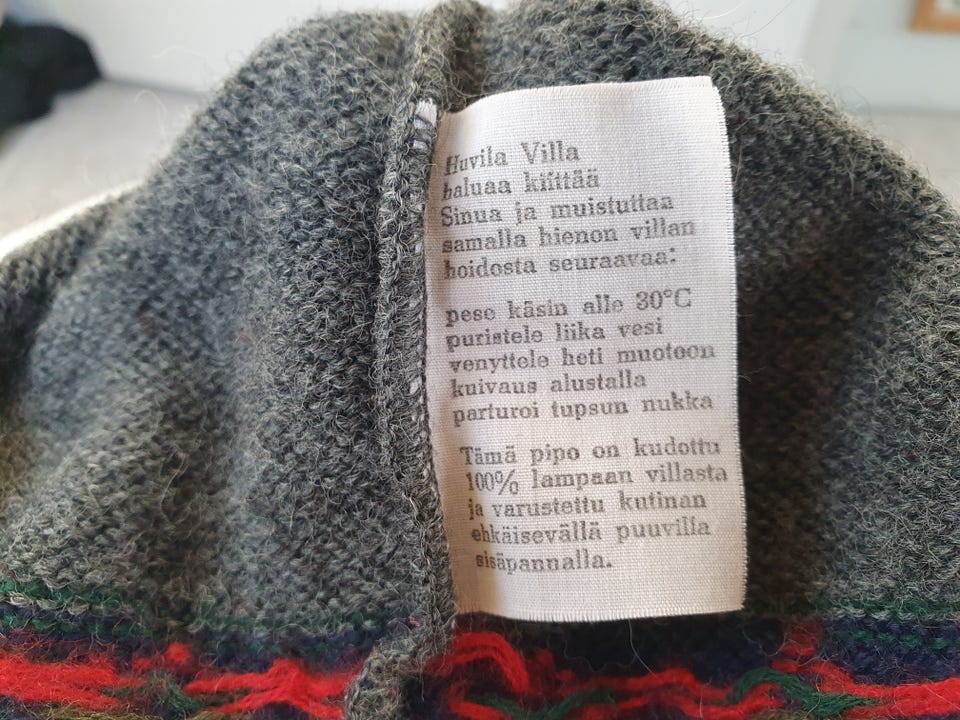 Huvila Villa
haluaa kiittää
Sinua ja muistuttaa
samalla hienon villan
hoidosta seuraavaa:
pese käsin alle 30°C
puristele liika vesi
venyttele heti muotoon
kuivaus alustalla
parturoi tupsun nukka
Tämä pipo on kudottu
100% lampaan villasta
ja varustettu kutinan
ehkäisevällä puuvilla
sisäpannalla.